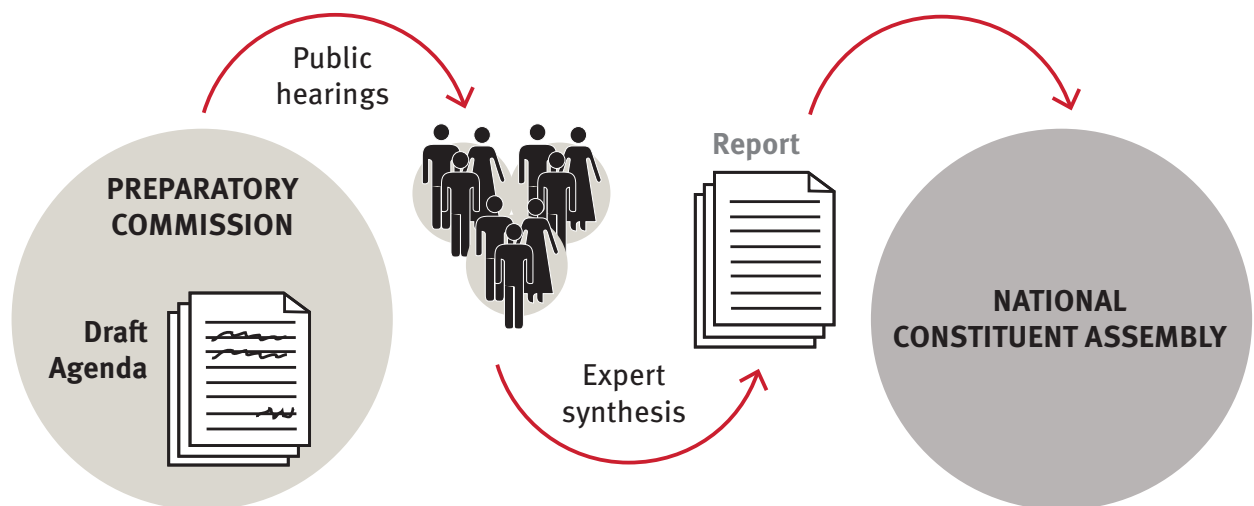 Public
hearings
PREPARATORY
COMMISSION
Draft
Agenda
Expert
synthesis
Report
NATIONAL
CONSTITUENT ASSEMBLY